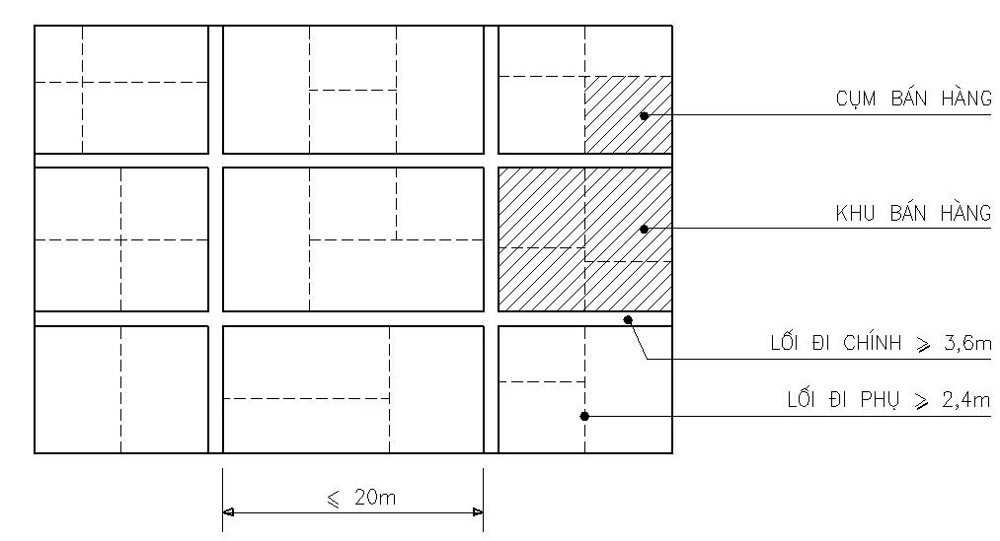 CỤM BÁN HÀNG
KHU BÁN HÀNG
LỐI ĐI CHÍNH ⩾ 3,6m
LỐI ĐI PHỤ ⩾ 2,4m
⩽ 20m